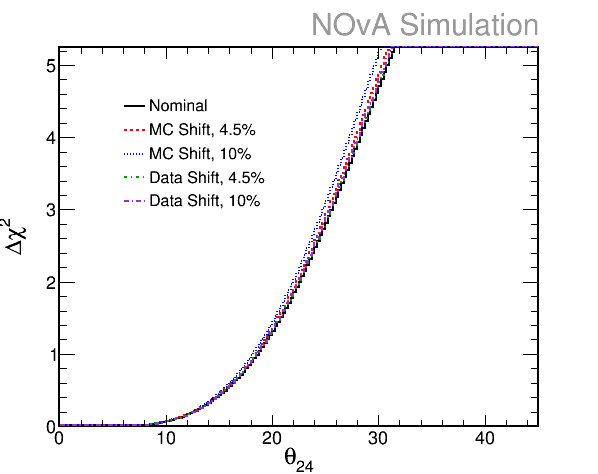 NOvA Simulation
Δχ²
5
4
3
2
1
0
Nominal
MC Shift, 4.5%
MC Shift, 10%
Data Shift, 4.5%
Data Shift, 10%
0 10 20 30 40
θ₂₄